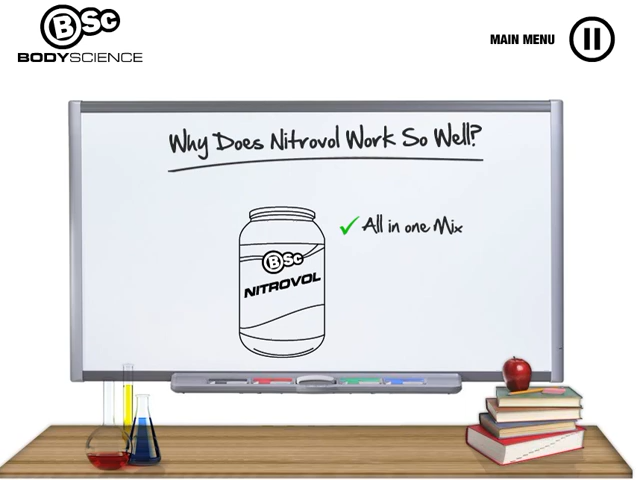 BSc
BODYSCIENCE
MAIN MENU
Why Does Nitrovol Work So Well?
All in one Mix
BSc
NITROVOL